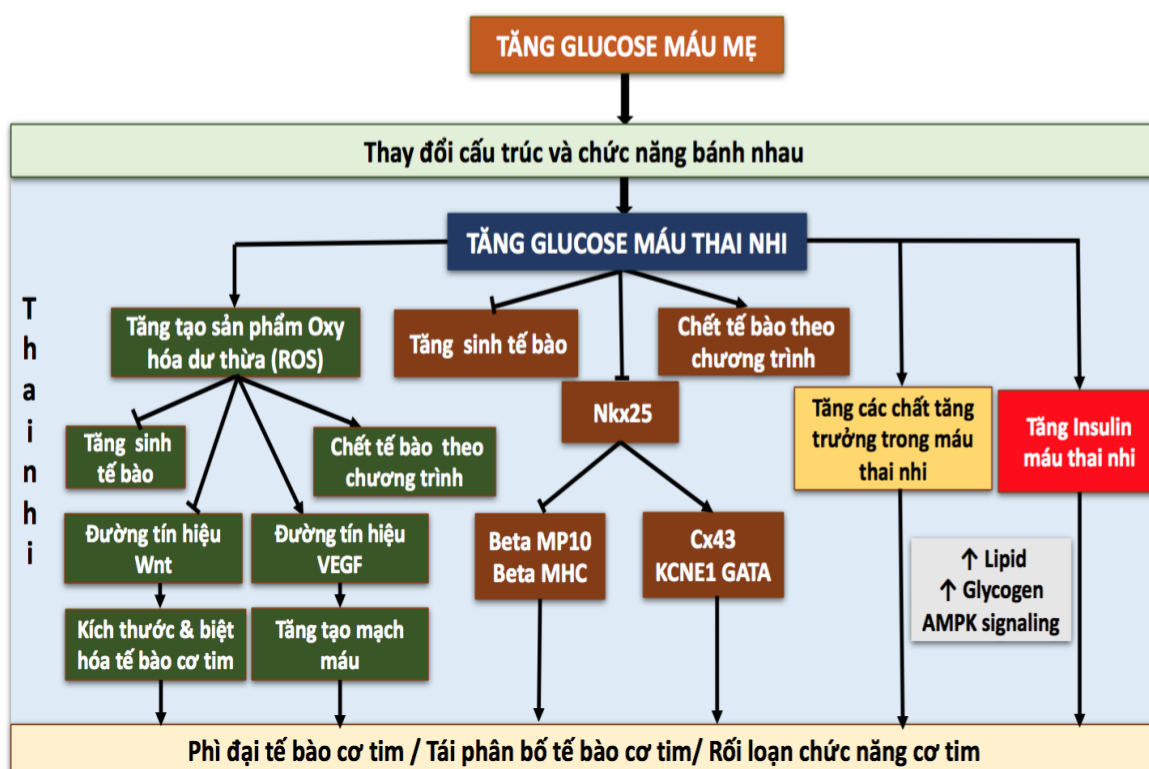 TĂNG GLUCOSE MÁU MẸ
Thay đổi cấu trúc và chức năng bánh nhau
TĂNG GLUCOSE MÁU THAI NHI
T
h
a
i
n
h
i
Tăng tạo sản phẩm Oxy
hóa dư thừa (ROS)
Tăng sinh tế bào
Chết tế bào theo
chương trình
Tăng sinh
tế bào
Chết tế bào theo
chương trình
Nkx25
Tăng các chất tăng
trưởng trong máu
thai nhi
Tăng Insulin
máu thai nhi
Đường tín hiệu
Wnt
Đường tín hiệu
VEGF
Beta MP10
Beta MHC
Cx43
KCNE1 GATA
↑ Lipid
↑ Glycogen
AMPK signaling
Kích thước & biệt
hóa tế bào cơ tim
Tăng tạo mạch
máu
Phì đại tế bào cơ tim / Tái phân bố tế bào cơ tim/ Rối loạn chức năng cơ tim